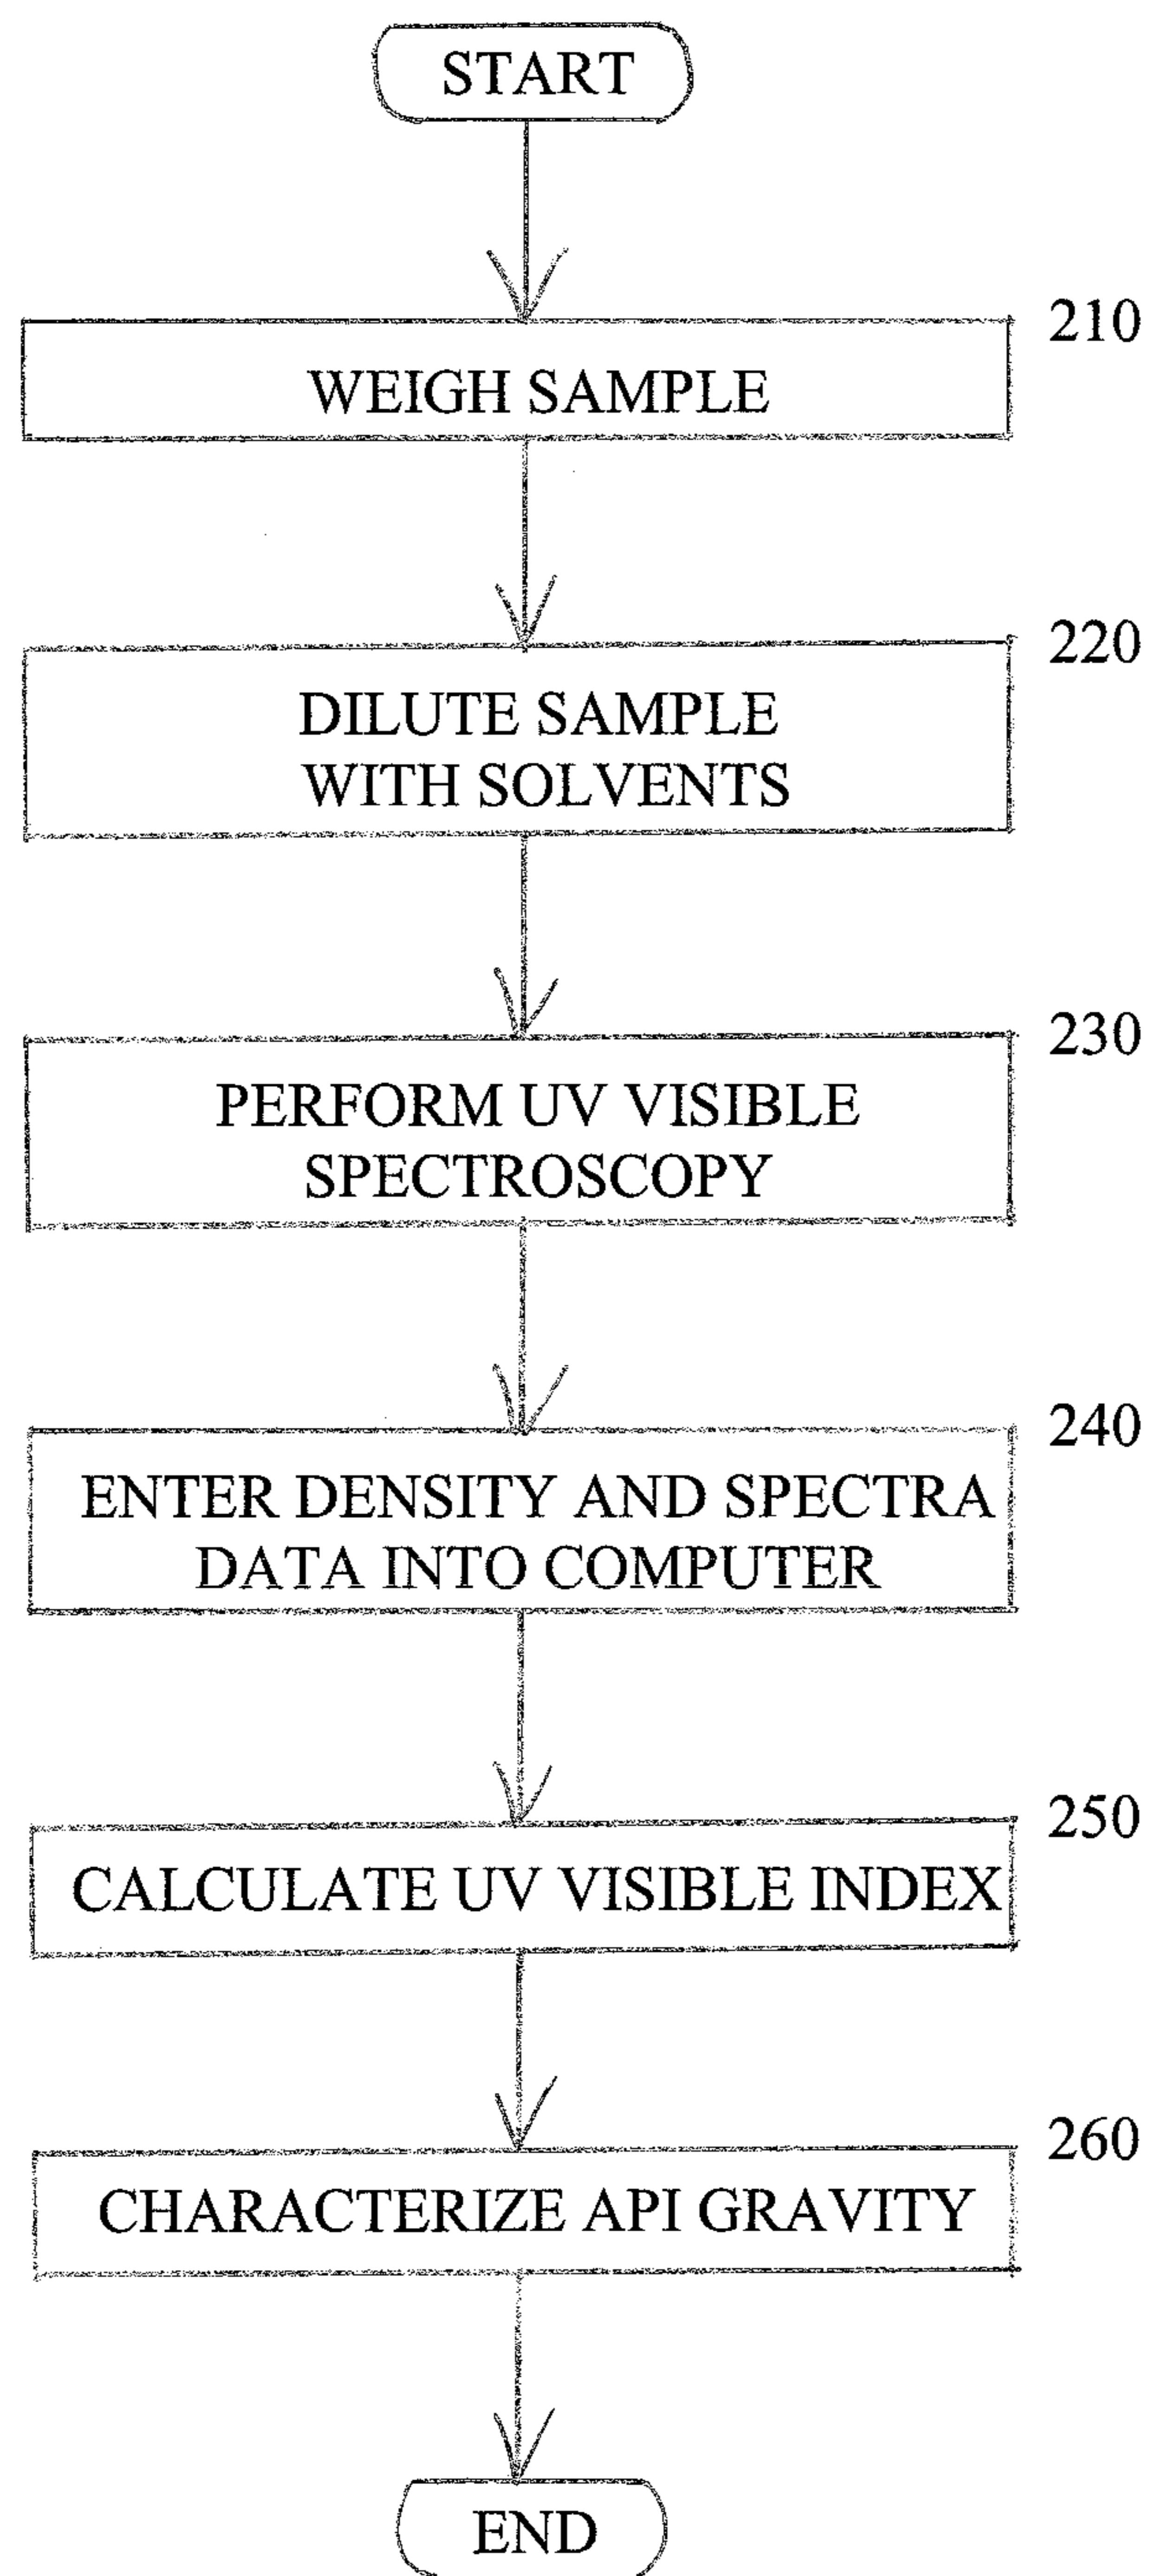 START
210
WEIGH SAMPLE
220
DILUTE SAMPLE
WITH SOLVENTS
230
PERFORM UV VISIBLE
SPECTROSCOPY
240
ENTER DENSITY AND SPECTRA
DATA INTO COMPUTER
250
CALCULATE UV VISIBLE INDEX
260
CHARACTERIZE API GRAVITY
END